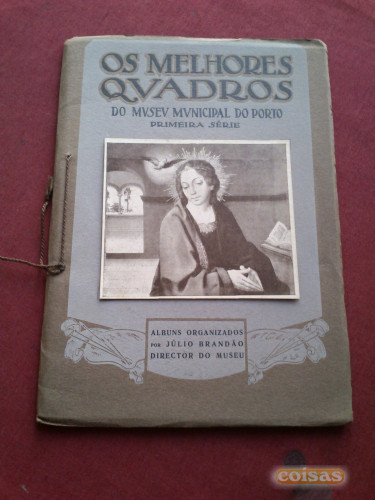 OS MELHORES
QVADROS
DO MVSEV MVNICIPAL DO PORTO
PRIMEIRA SÉRIE
ALBUNS ORGANIZADOS
POR JÚLIO BRANDÃO
DIRECTOR DO MUSEU
coisas